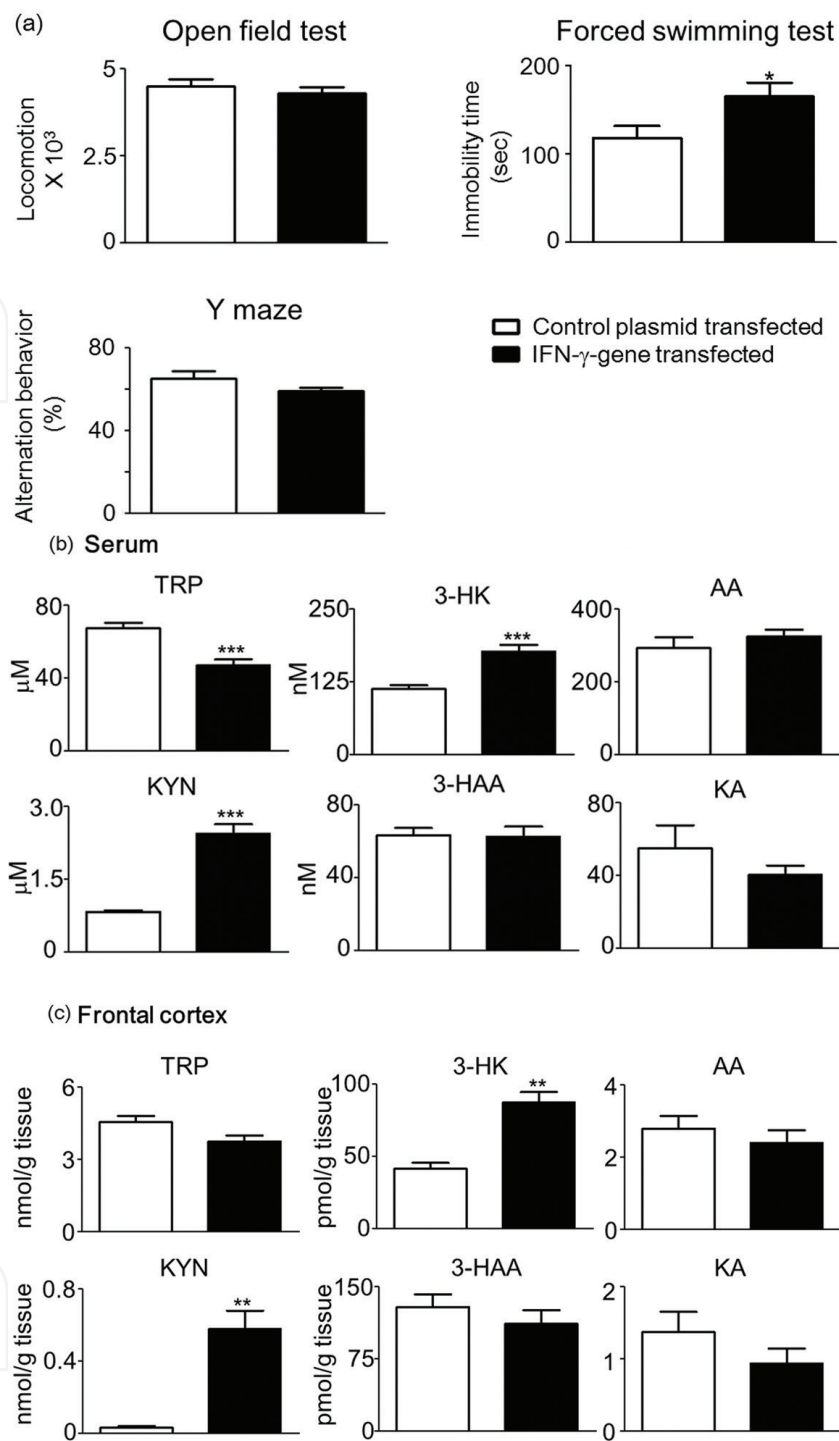 (a)
Open field test
Locomotion
X 10³
5
2.5
0
Forced swimming test
Immobility time
(sec)
200
*
100
0
Y maze
Alternation behavior
(%)
80
40
0
Control plasmid transfected
IFN-γ-gene transfected
(b) Serum
TRP
μM
80
***
40
0
3-HK
nM
250
***
125
0
AA
400
200
0
KYN
μM
3.0
***
1.5
0
3-HAA
nM
80
40
0
KA
80
40
0
(c) Frontal cortex
TRP
nmol/g tissue
6
3
0
3-HK
pmol/g tissue
100
**
50
0
AA
4
2
0
KYN
nmol/g tissue
0.8
**
0.4
0
3-HAA
pmol/g tissue
150
75
0
KA
2
1
0